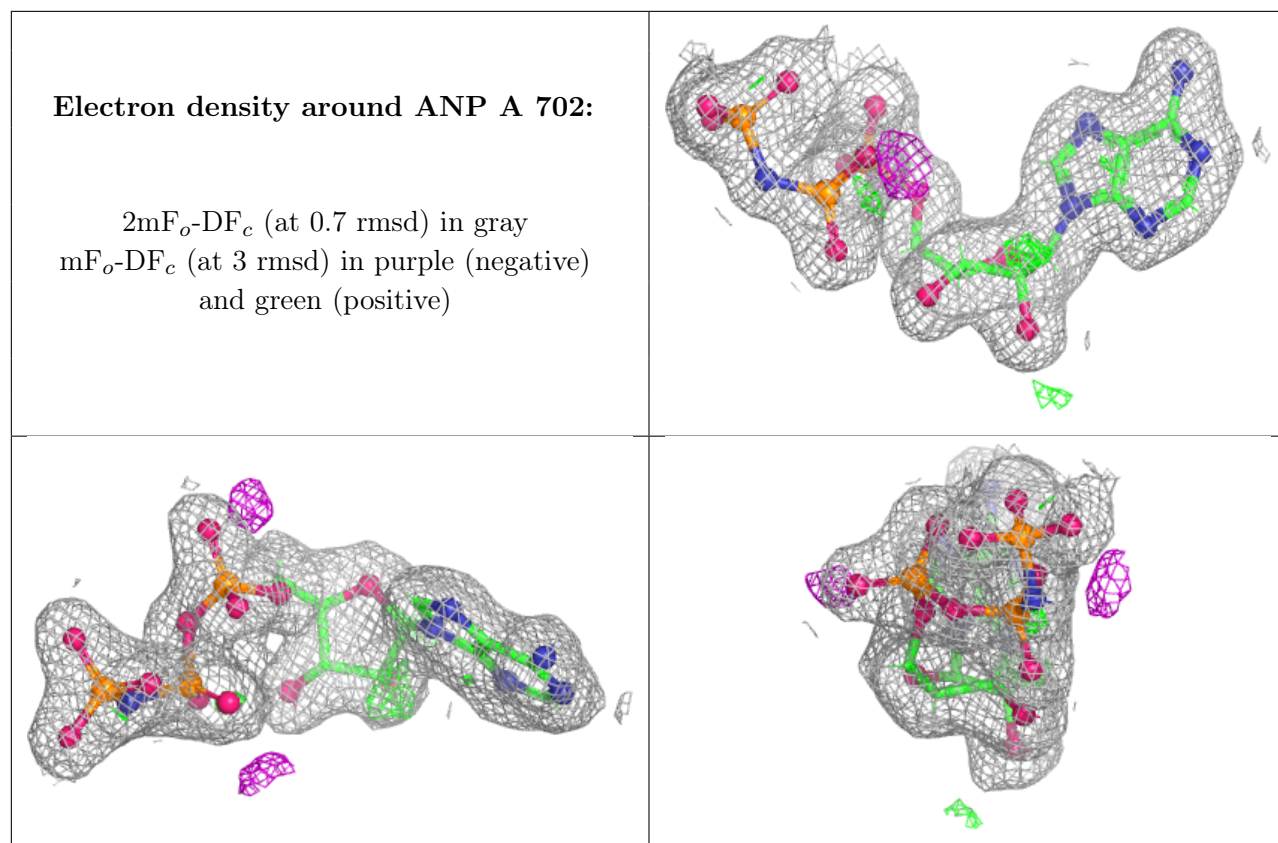 Electron density around ANP A 702:
2mFo-DFc (at 0.7 rmsd) in gray
mFo-DFc (at 3 rmsd) in purple (negative)
and green (positive)